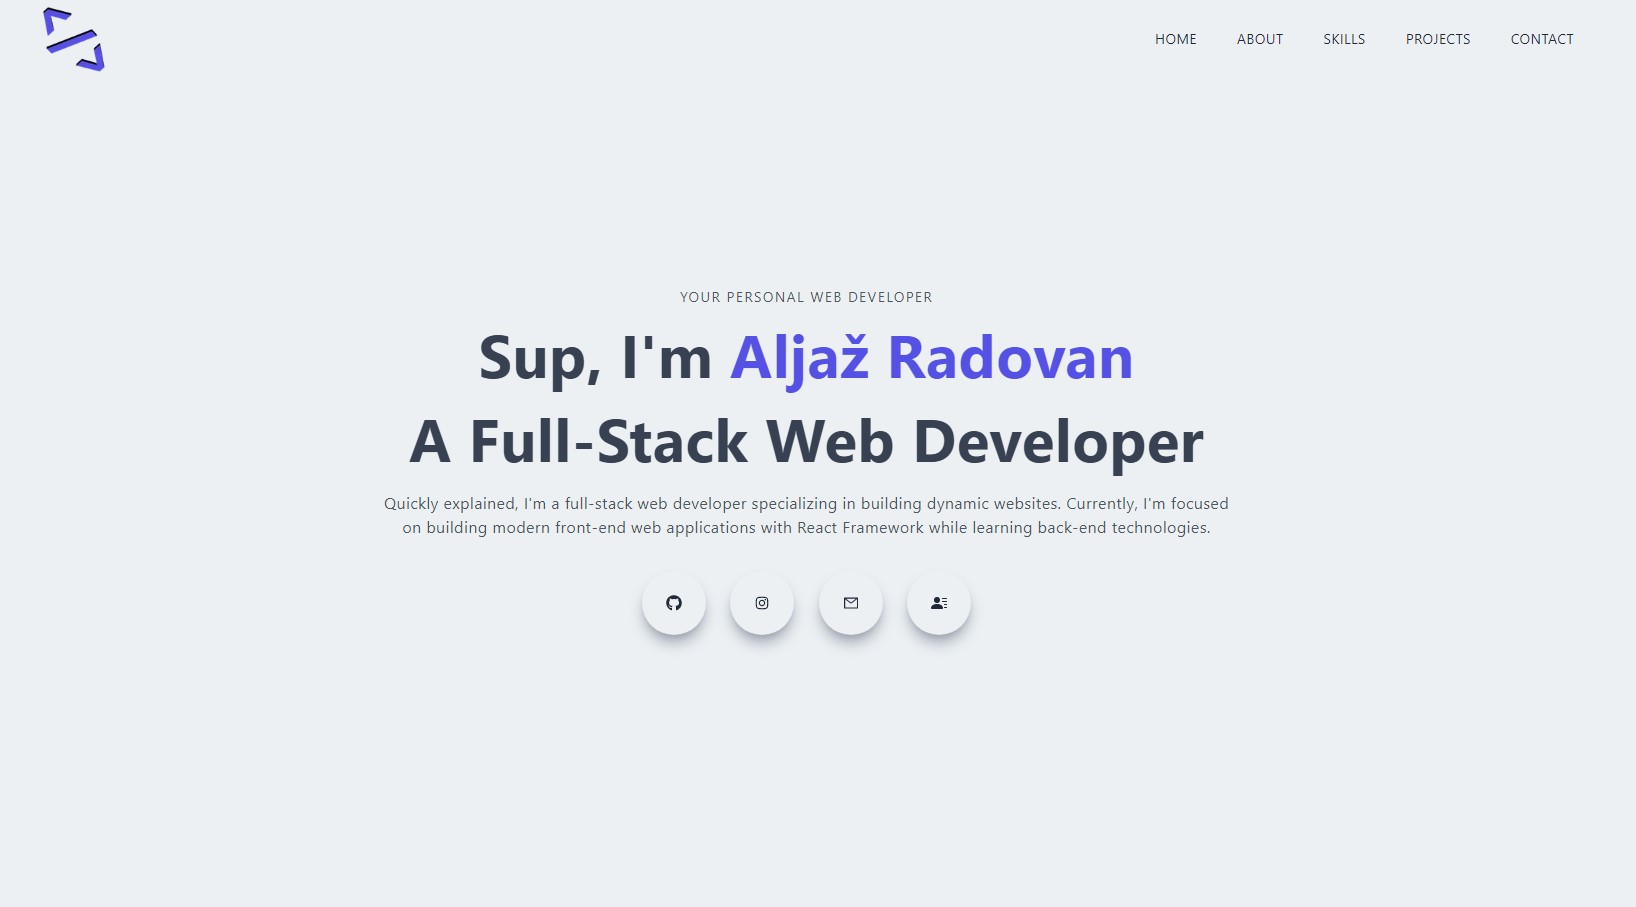 HOME ABOUT SKILLS PROJECTS CONTACT
YOUR PERSONAL WEB DEVELOPER
Sup, I'm Aljaž Radovan
A Full-Stack Web Developer
Quickly explained, I'm a full-stack web developer specializing in building dynamic websites. Currently, I'm focused
on building modern front-end web applications with React Framework while learning back-end technologies.